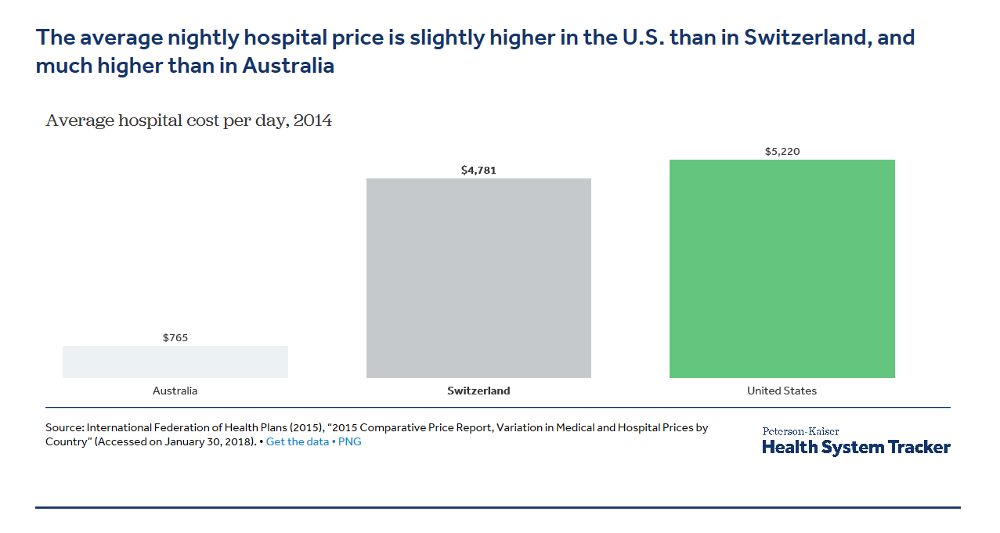 The average nightly hospital price is slightly higher in the U.S. than in Switzerland, and
much higher than in Australia
Average hospital cost per day, 2014
$765
$4,781
$5,220
Australia
Switzerland
United States
Source: International Federation of Health Plans (2015), “2015 Comparative Price Report, Variation in Medical and Hospital Prices by
Country” (Accessed on January 30, 2018). • Get the data • PNG
Peterson-Kaiser
Health System Tracker